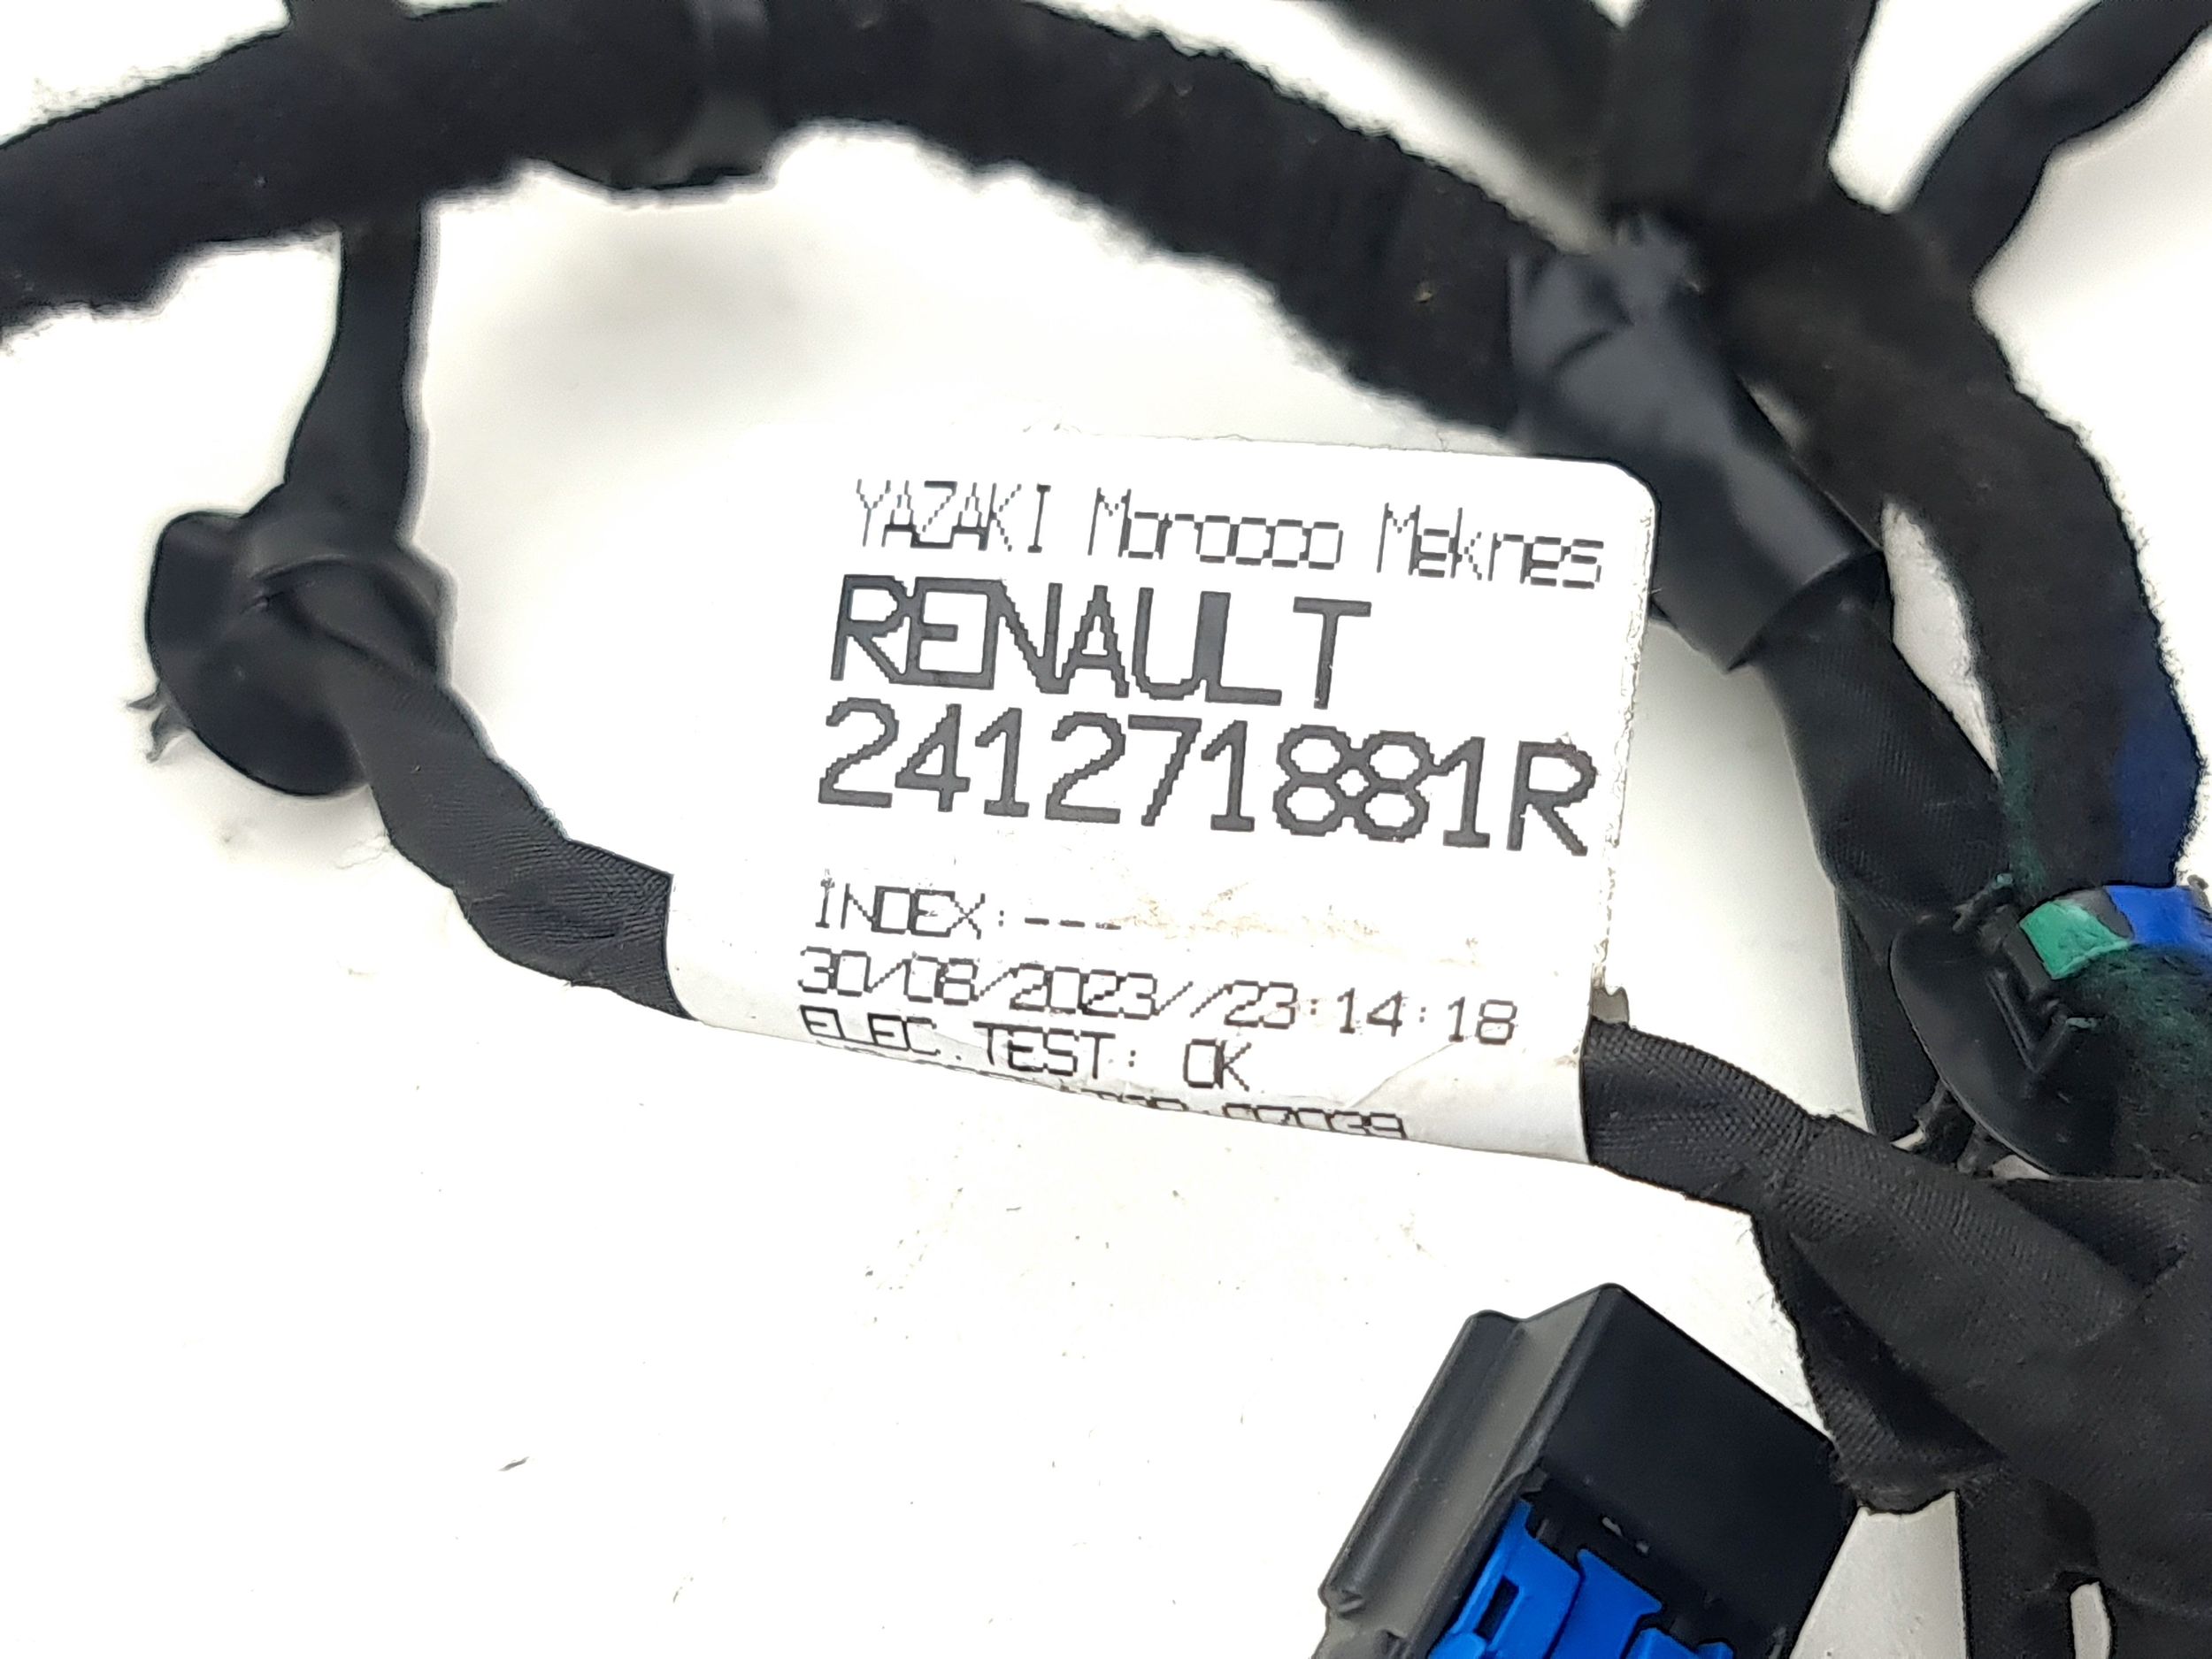 YAZAKI Morocco Meknes
RENAULT
241271881R
INDEX:---
30/08/2023//23:14:18
ELEC.TEST: OK